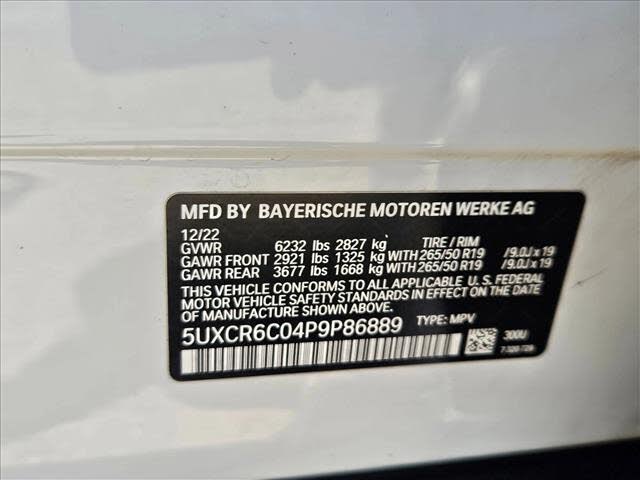 MFD BY BAYERISCHE MOTOREN WERKE AG
12/22
GVWR 6232 lbs 2827 kg TIRE / RIM
GAWR FRONT 2921 lbs 1325 kg WITH 265/50 R19 /9.0J x 19
GAWR REAR 3677 lbs 1668 kg WITH 265/50 R19 /9.0J x 19
THIS VEHICLE CONFORMS TO ALL APPLICABLE U.S. FEDERAL
MOTOR VEHICLE SAFETY STANDARDS IN EFFECT ON THE DATE
OF MANUFACTURE SHOWN ABOVE.
5UXCR6C04P9P86889 TYPE: MPV
300U